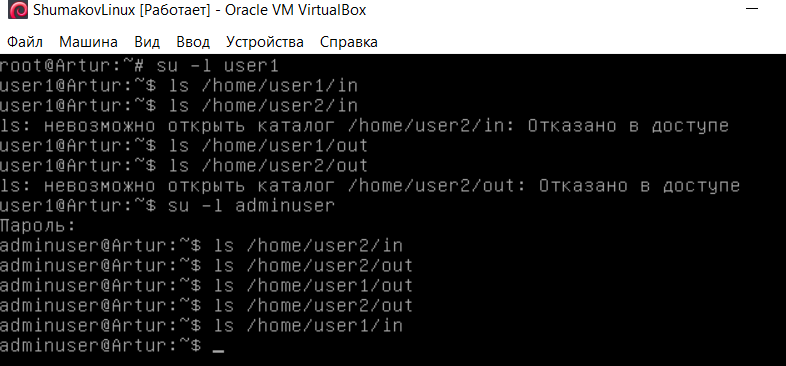 ShumakovLinux [Работает] - Oracle VM VirtualBox
Файл Машина Вид Ввод Устройства Справка
root@Artur:~# su -l user1
user1@Artur:~$ ls /home/user1/in
user1@Artur:~$ ls /home/user2/in
ls: невозможно открыть каталог /home/user2/in: Отказано в доступе
user1@Artur:~$ ls /home/user1/out
user1@Artur:~$ ls /home/user2/out
ls: невозможно открыть каталог /home/user2/out: Отказано в доступе
user1@Artur:~$ su -l adminuser
Пароль:
adminuser@Artur:~$ ls /home/user2/in
adminuser@Artur:~$ ls /home/user2/out
adminuser@Artur:~$ ls /home/user1/out
adminuser@Artur:~$ ls /home/user2/out
adminuser@Artur:~$ ls /home/user1/in
adminuser@Artur:~$ _